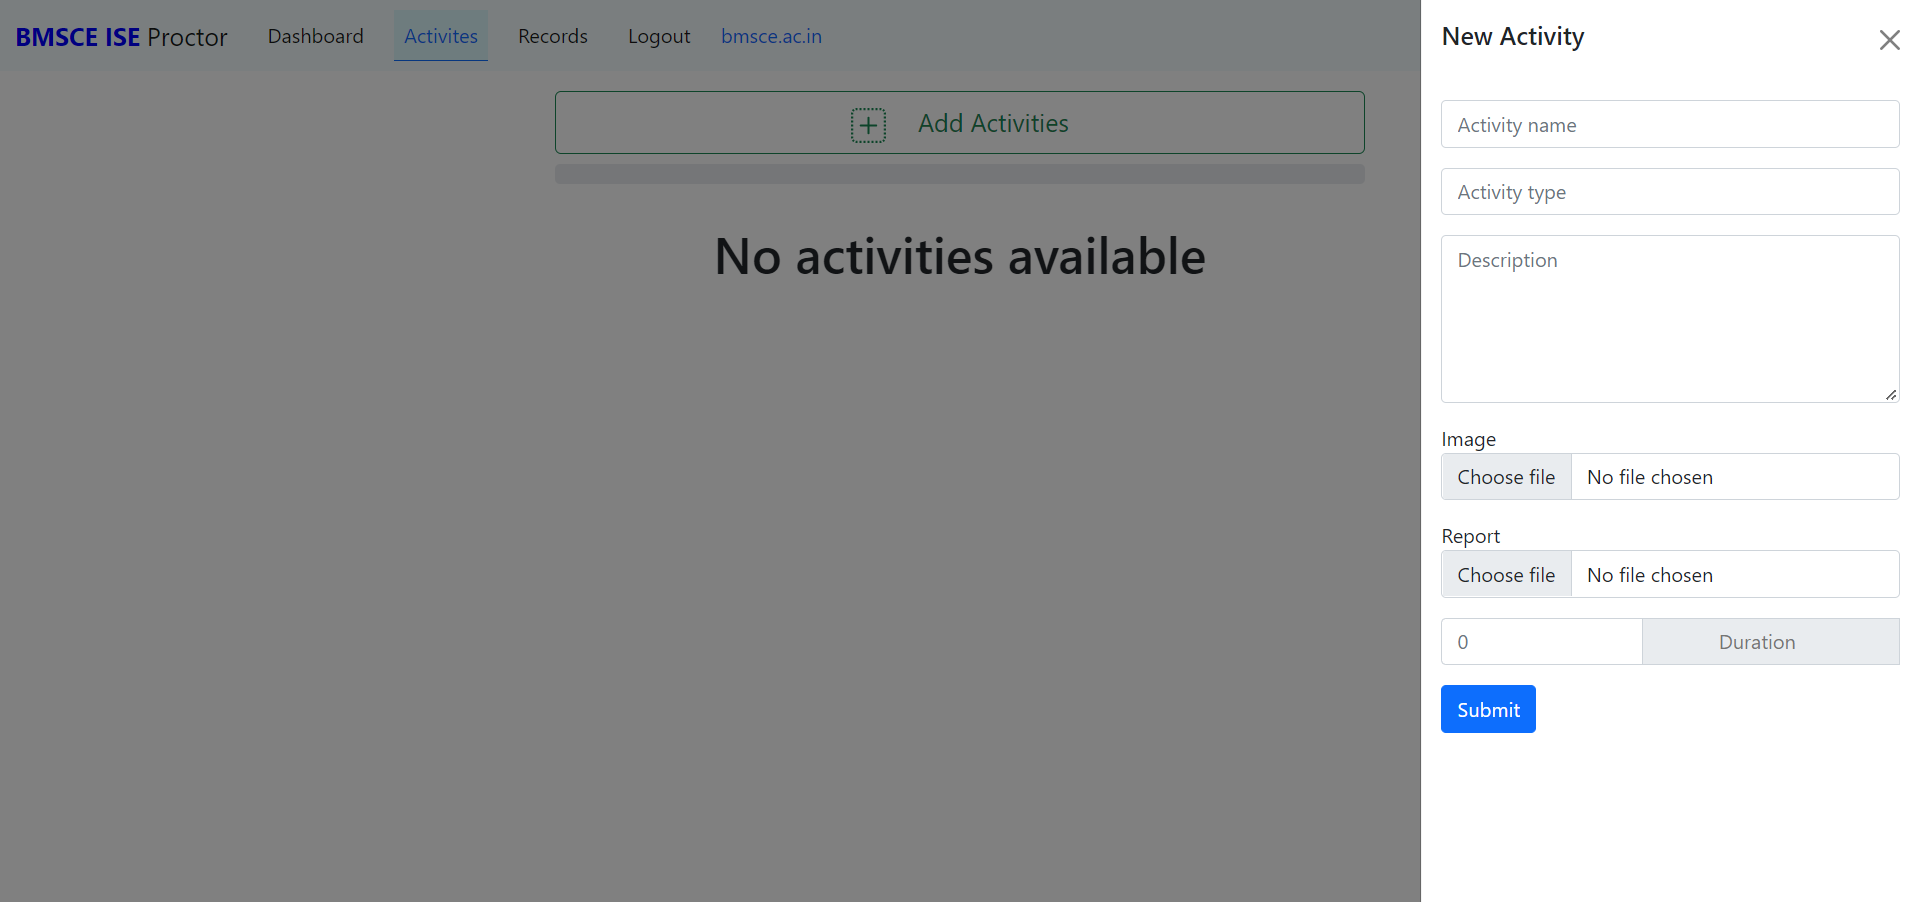 BMSCE ISE Proctor Dashboard Activites Records Logout bmsce.ac.in
Add Activities
No activities available
New Activity
Activity name
Activity type
Description
Image
Choose file No file chosen
Report
Choose file No file chosen
0 Duration
Submit